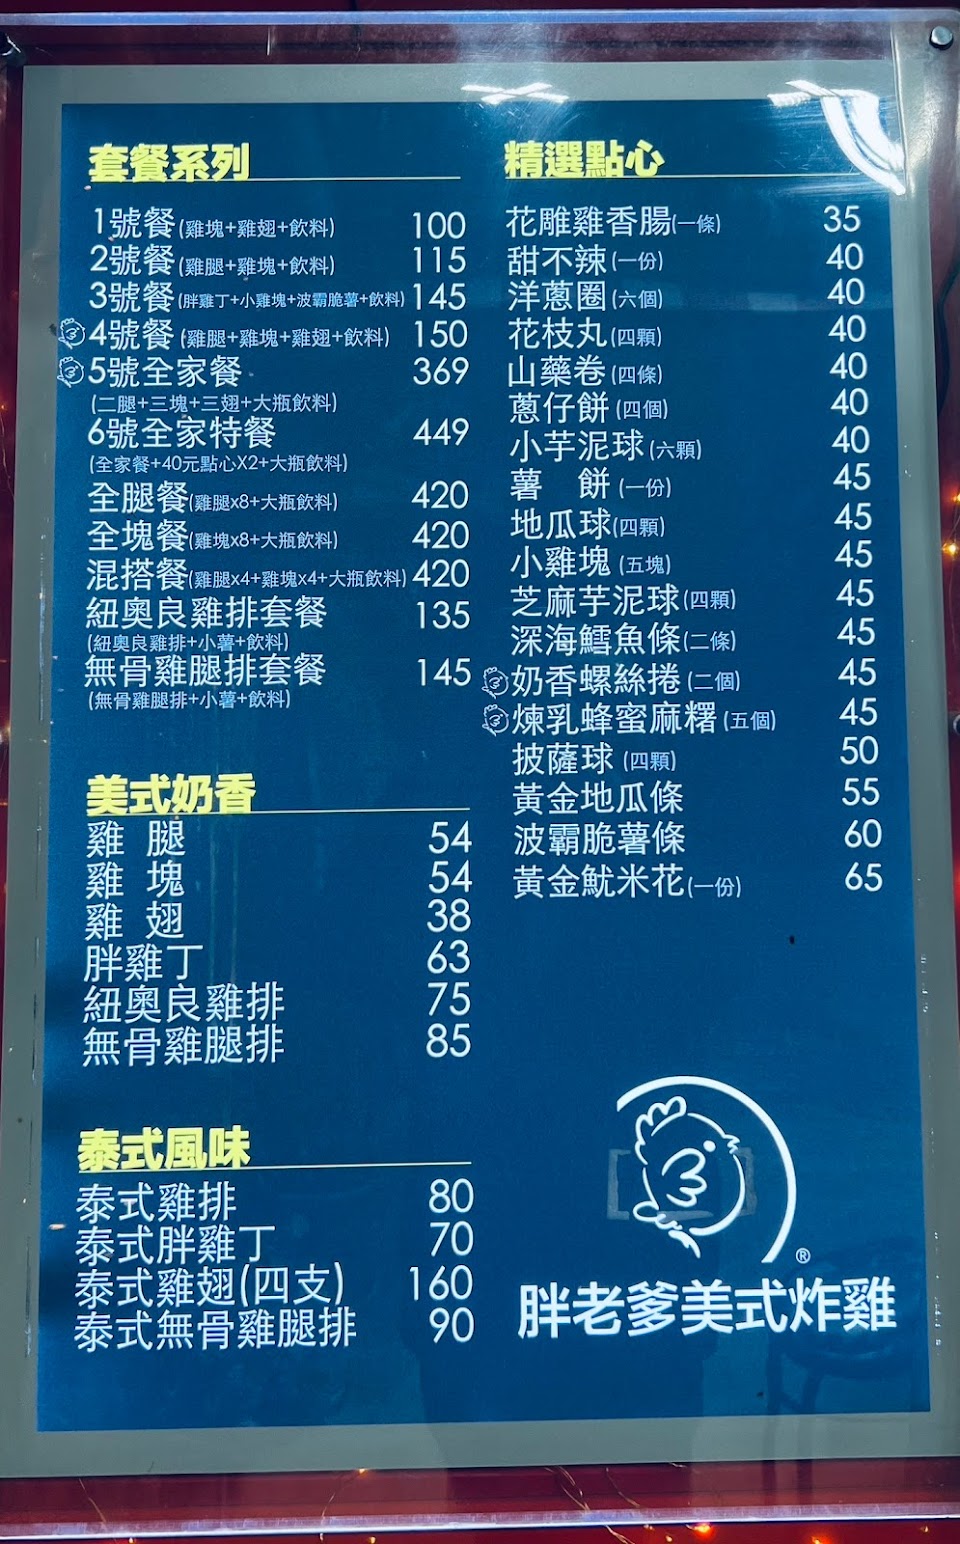 套餐系列
1號餐(雞塊+雞翅+飲料) 100
2號餐(雞腿+雞塊+飲料) 115
3號餐(胖雞丁+小雞塊+波霸脆薯+飲料) 145
4號餐(雞腿+雞塊+雞翅+飲料) 150
5號全家餐 369
(二腿+三塊+三翅+大瓶飲料)
6號全家特餐 449
(全家餐+40元點心X2+大瓶飲料)
全腿餐(雞腿x8+大瓶飲料) 420
全塊餐(雞塊x8+大瓶飲料) 420
混搭餐(雞腿x4+雞塊x4+大瓶飲料) 420
紐奧良雞排套餐 135
(紐奧良雞排+小薯+飲料)
無骨雞腿排套餐 145
(無骨雞腿排+小薯+飲料)
美式奶香
雞 腿 54
雞 塊 54
雞 翅 38
胖雞丁 63
紐奧良雞排 75
無骨雞腿排 85
泰式風味
泰式雞排 80
泰式胖雞丁 70
泰式雞翅(四支) 160
泰式無骨雞腿排 90
精選點心
花雕雞香腸(一條) 35
甜不辣(一份) 40
洋蔥圈(六個) 40
花枝丸(四顆) 40
山藥卷(四條) 40
蔥仔餅(四個) 40
小芋泥球(六顆) 40
薯 餅(一份) 45
地瓜球(四顆) 45
小雞塊(五塊) 45
芝麻芋泥球(四顆) 45
深海鱈魚條(二條) 45
奶香螺絲捲(二個) 45
煉乳蜂蜜麻糬(五個) 45
披薩球(四顆) 50
黃金地瓜條 55
波霸脆薯條 60
黃金魷米花(一份) 65
®
胖老爹美式炸雞